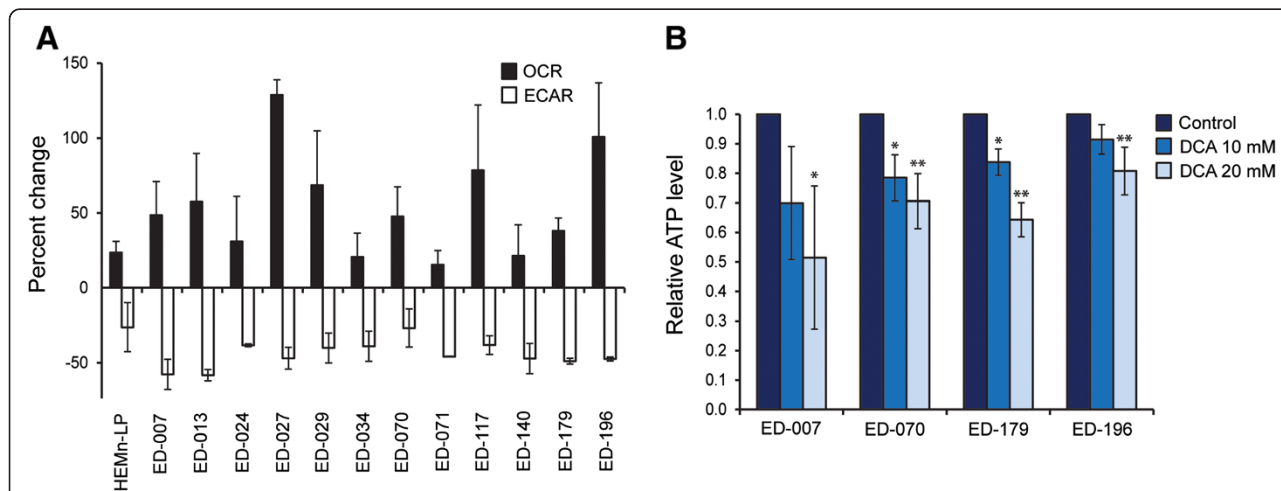 A
150
100
50
0
-50
Percent change
OCR
ECAR
HEMn-LP
ED-007
ED-013
ED-024
ED-027
ED-029
ED-034
ED-070
ED-071
ED-117
ED-140
ED-179
ED-196
B
1.0
0.9
0.8
0.7
0.6
0.5
0.4
0.3
0.2
0.1
0.0
Relative ATP level
*
*
**
*
**
**
Control
DCA 10 mM
DCA 20 mM
ED-007
ED-070
ED-179
ED-196